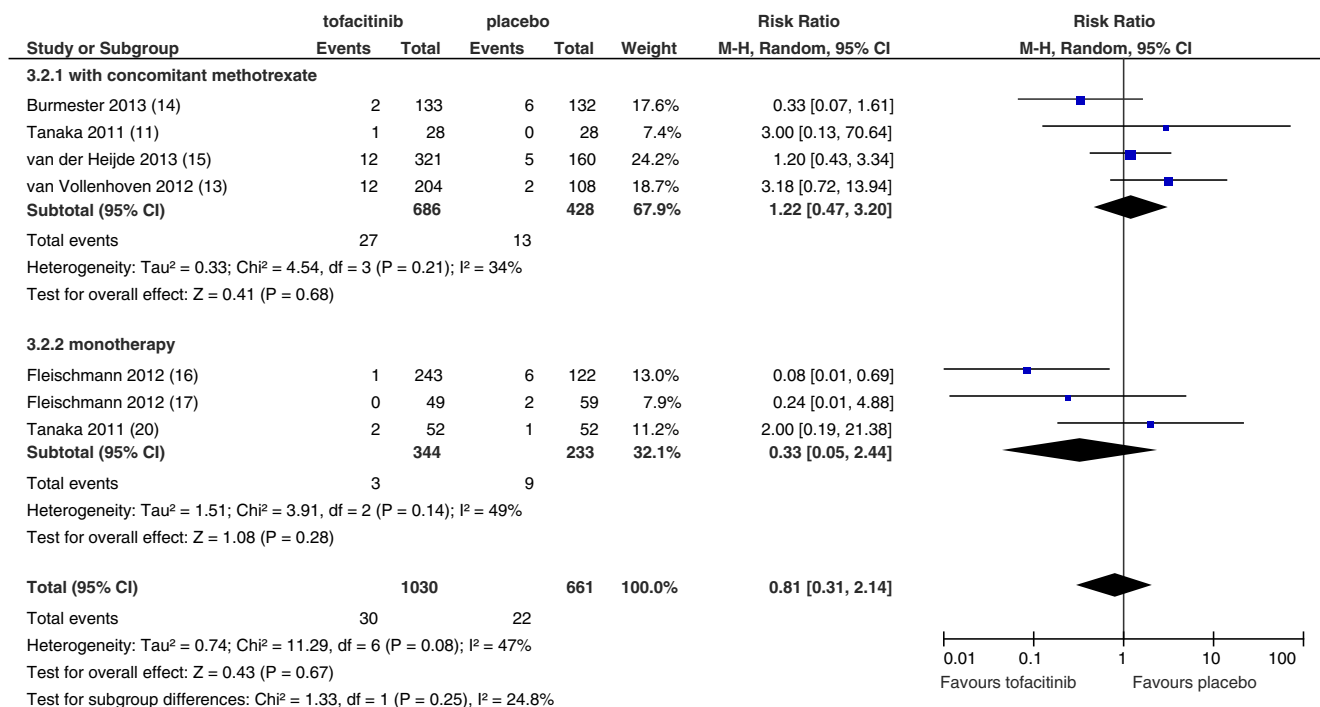 tofacitinib placebo Risk Ratio Risk Ratio
Study or Subgroup Events Total Events Total Weight M-H, Random, 95% CI M-H, Random, 95% CI
3.2.1 with concomitant methotrexate
Burmester 2013 (14) 2 133 6 132 17.6% 0.33 [0.07, 1.61]
Tanaka 2011 (11) 1 28 0 28 7.4% 3.00 [0.13, 70.64]
van der Heijde 2013 (15) 12 321 5 160 24.2% 1.20 [0.43, 3.34]
van Vollenhoven 2012 (13) 12 204 2 108 18.7% 3.18 [0.72, 13.94]
Subtotal (95% CI) 686 428 67.9% 1.22 [0.47, 3.20]
Total events 27 13
Heterogeneity: Tau² = 0.33; Chi² = 4.54, df = 3 (P = 0.21); I² = 34%
Test for overall effect: Z = 0.41 (P = 0.68)
3.2.2 monotherapy
Fleischmann 2012 (16) 1 243 6 122 13.0% 0.08 [0.01, 0.69]
Fleischmann 2012 (17) 0 49 2 59 7.9% 0.24 [0.01, 4.88]
Tanaka 2011 (20) 2 52 1 52 11.2% 2.00 [0.19, 21.38]
Subtotal (95% CI) 344 233 32.1% 0.33 [0.05, 2.44]
Total events 3 9
Heterogeneity: Tau² = 1.51; Chi² = 3.91, df = 2 (P = 0.14); I² = 49%
Test for overall effect: Z = 1.08 (P = 0.28)
Total (95% CI) 1030 661 100.0% 0.81 [0.31, 2.14]
Total events 30 22
Heterogeneity: Tau² = 0.74; Chi² = 11.29, df = 6 (P = 0.08); I² = 47%
Test for overall effect: Z = 0.43 (P = 0.67)
Test for subgroup differences: Chi² = 1.33, df = 1 (P = 0.25), I² = 24.8%
0.01 0.1 1 10 100
Favours tofacitinib Favours placebo